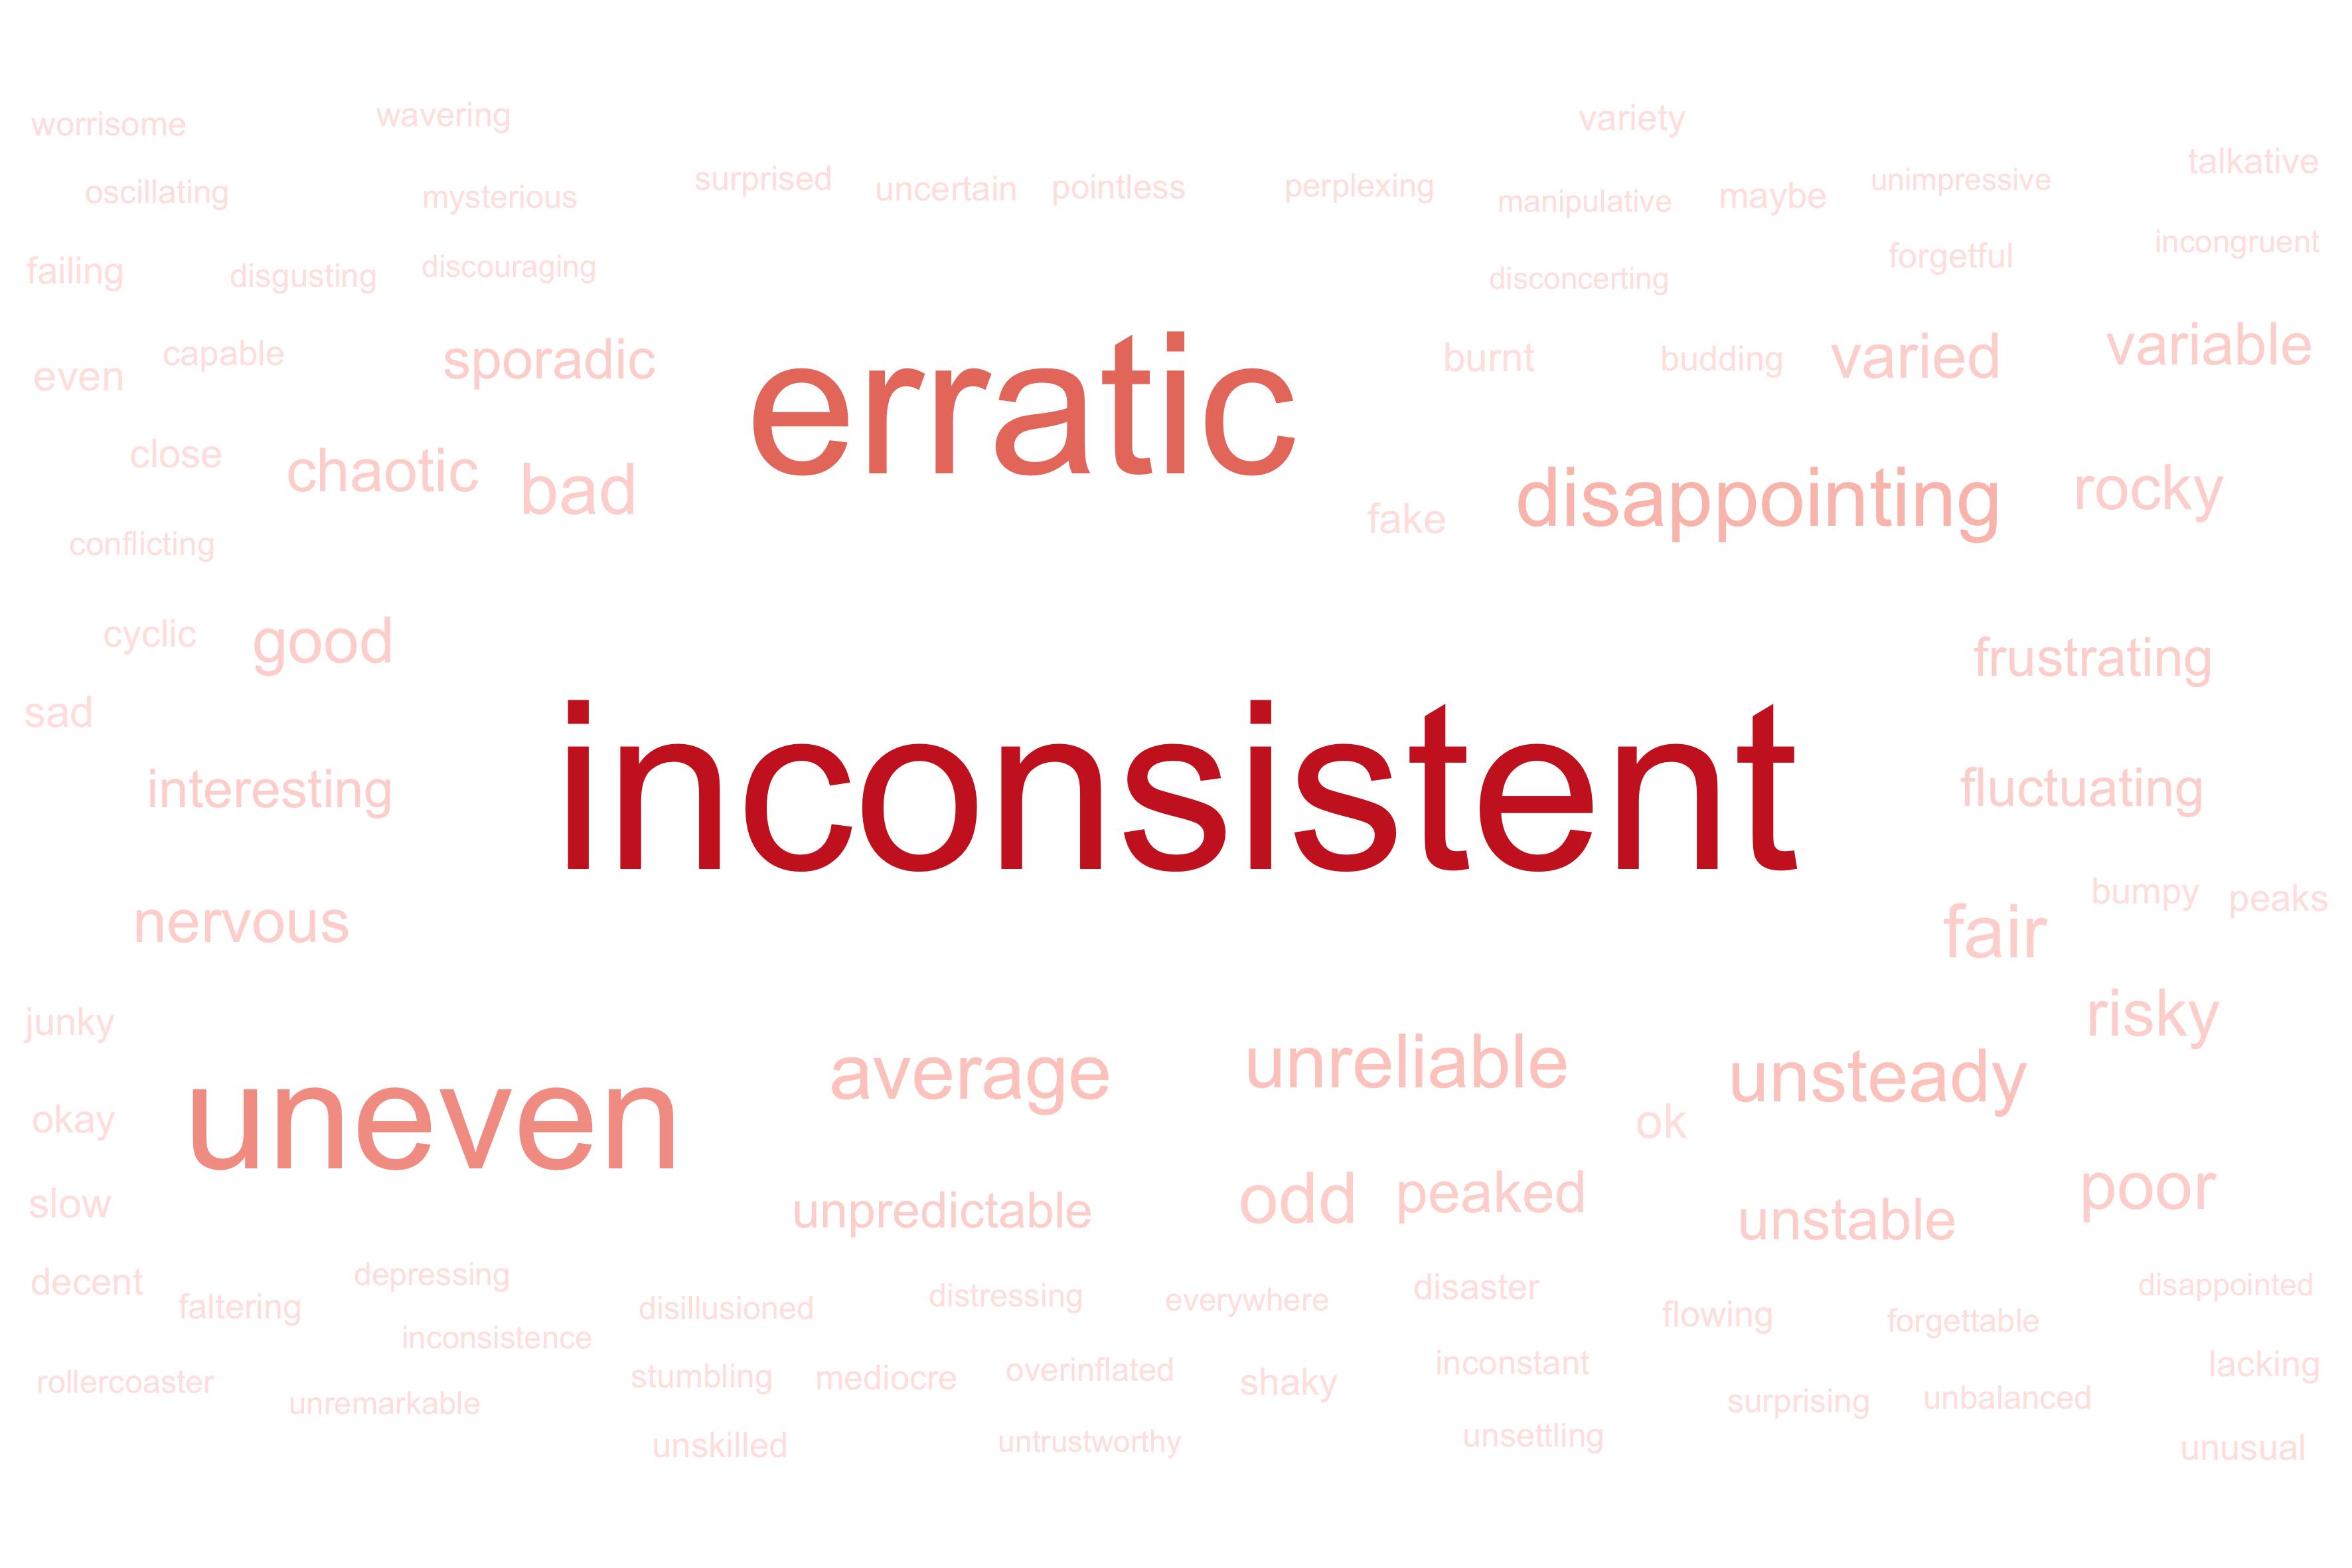 worrisome
wavering
variety
talkative
oscillating
mysterious
surprised
uncertain
pointless
perplexing
manipulative
maybe
unimpressive
failing
disgusting
discouraging
disconcerting
forgetful
incongruent
even
capable
sporadic
erratic
burnt
budding
varied
variable
close
chaotic
bad
fake
disappointing
rocky
conflicting
cyclic
good
frustrating
sad
interesting
inconsistent
fluctuating
nervous
fair
bumpy
peaks
junky
average
unreliable
unsteady
risky
okay
uneven
ok
slow
unpredictable
odd
peaked
unstable
poor
decent
faltering
depressing
disillusioned
distressing
everywhere
disaster
flowing
forgettable
disappointed
inconsistence
rollercoaster
unremarkable
stumbling
mediocre
overinflated
shaky
inconstant
surprising
unbalanced
lacking
unskilled
untrustworthy
unsettling
unusual